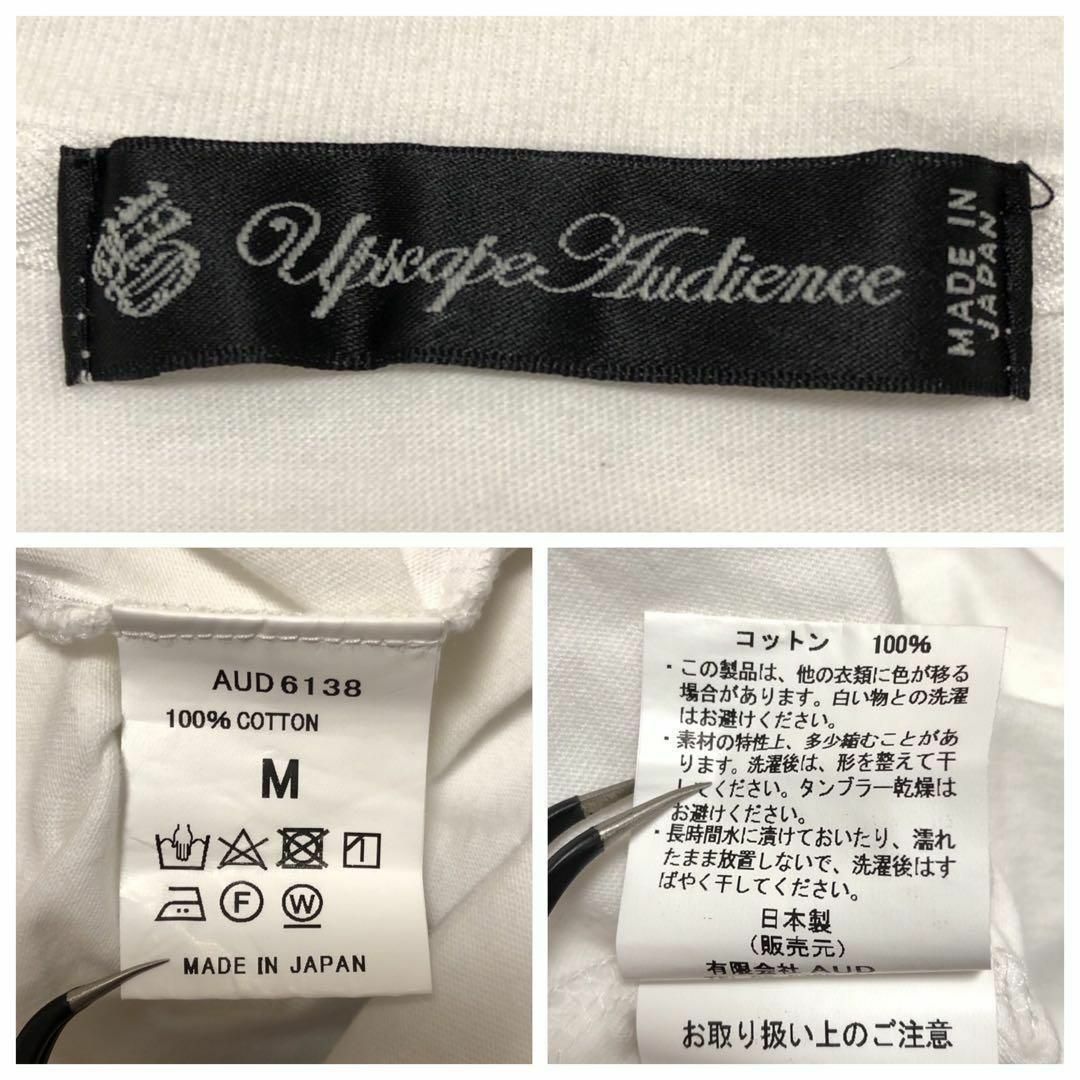 Upscape Audience
MADE IN
JAPAN
AUD 6138
100% COTTON
M
F
W
MADE IN JAPAN
コットン 100%
・この製品は、他の衣類に色が移る
場合があります。白い物との洗濯
はお避けください。
・素材の特性上、多少縮むことがあ
ります。洗濯後は、形を整えて干
してください。タンブラー乾燥は
お避けください。
・長時間水に漬けておいたり、濡れ
たまま放置しないで、洗濯後はす
ばやく干してください。
日本製
(販売元)
有限会社 AUD
お取り扱い上のご注意